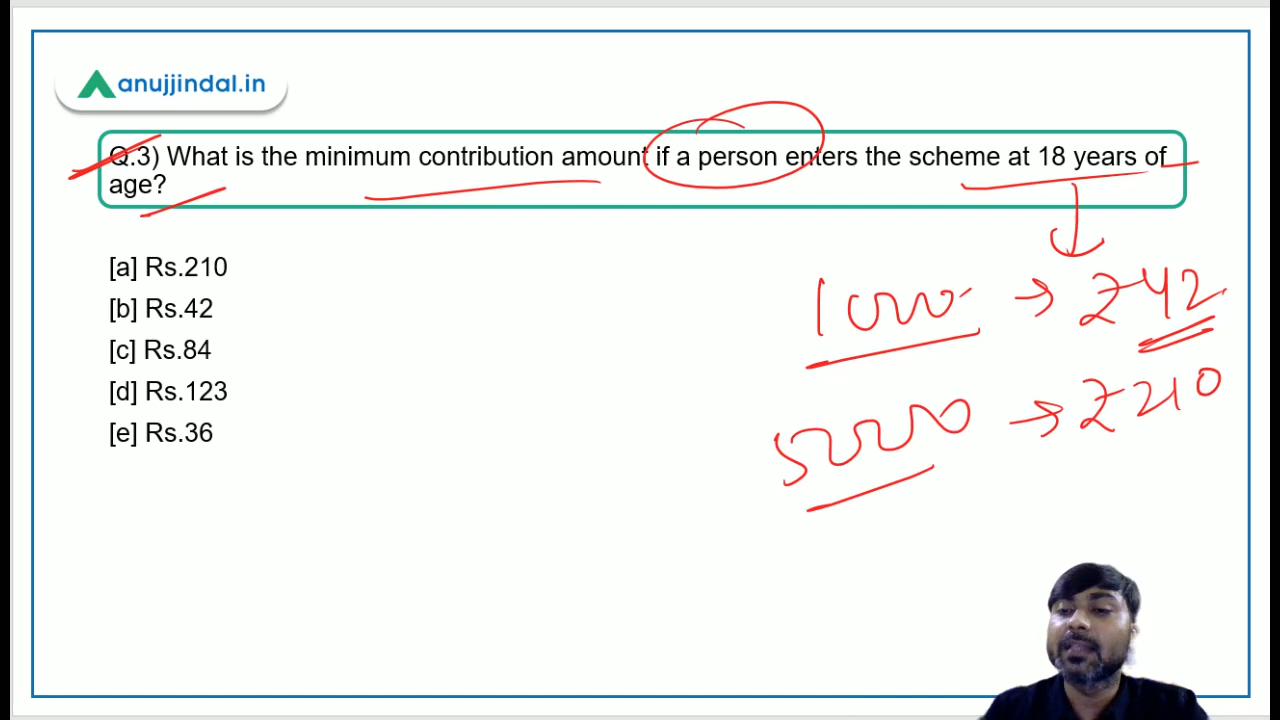 anujjindal.in
Q.3) What is the minimum contribution amount if a person enters the scheme at 18 years of
age?
[a] Rs.210
[b] Rs.42
[c] Rs.84
[d] Rs.123
[e] Rs.36
1000 → ₹42
5000 → ₹210